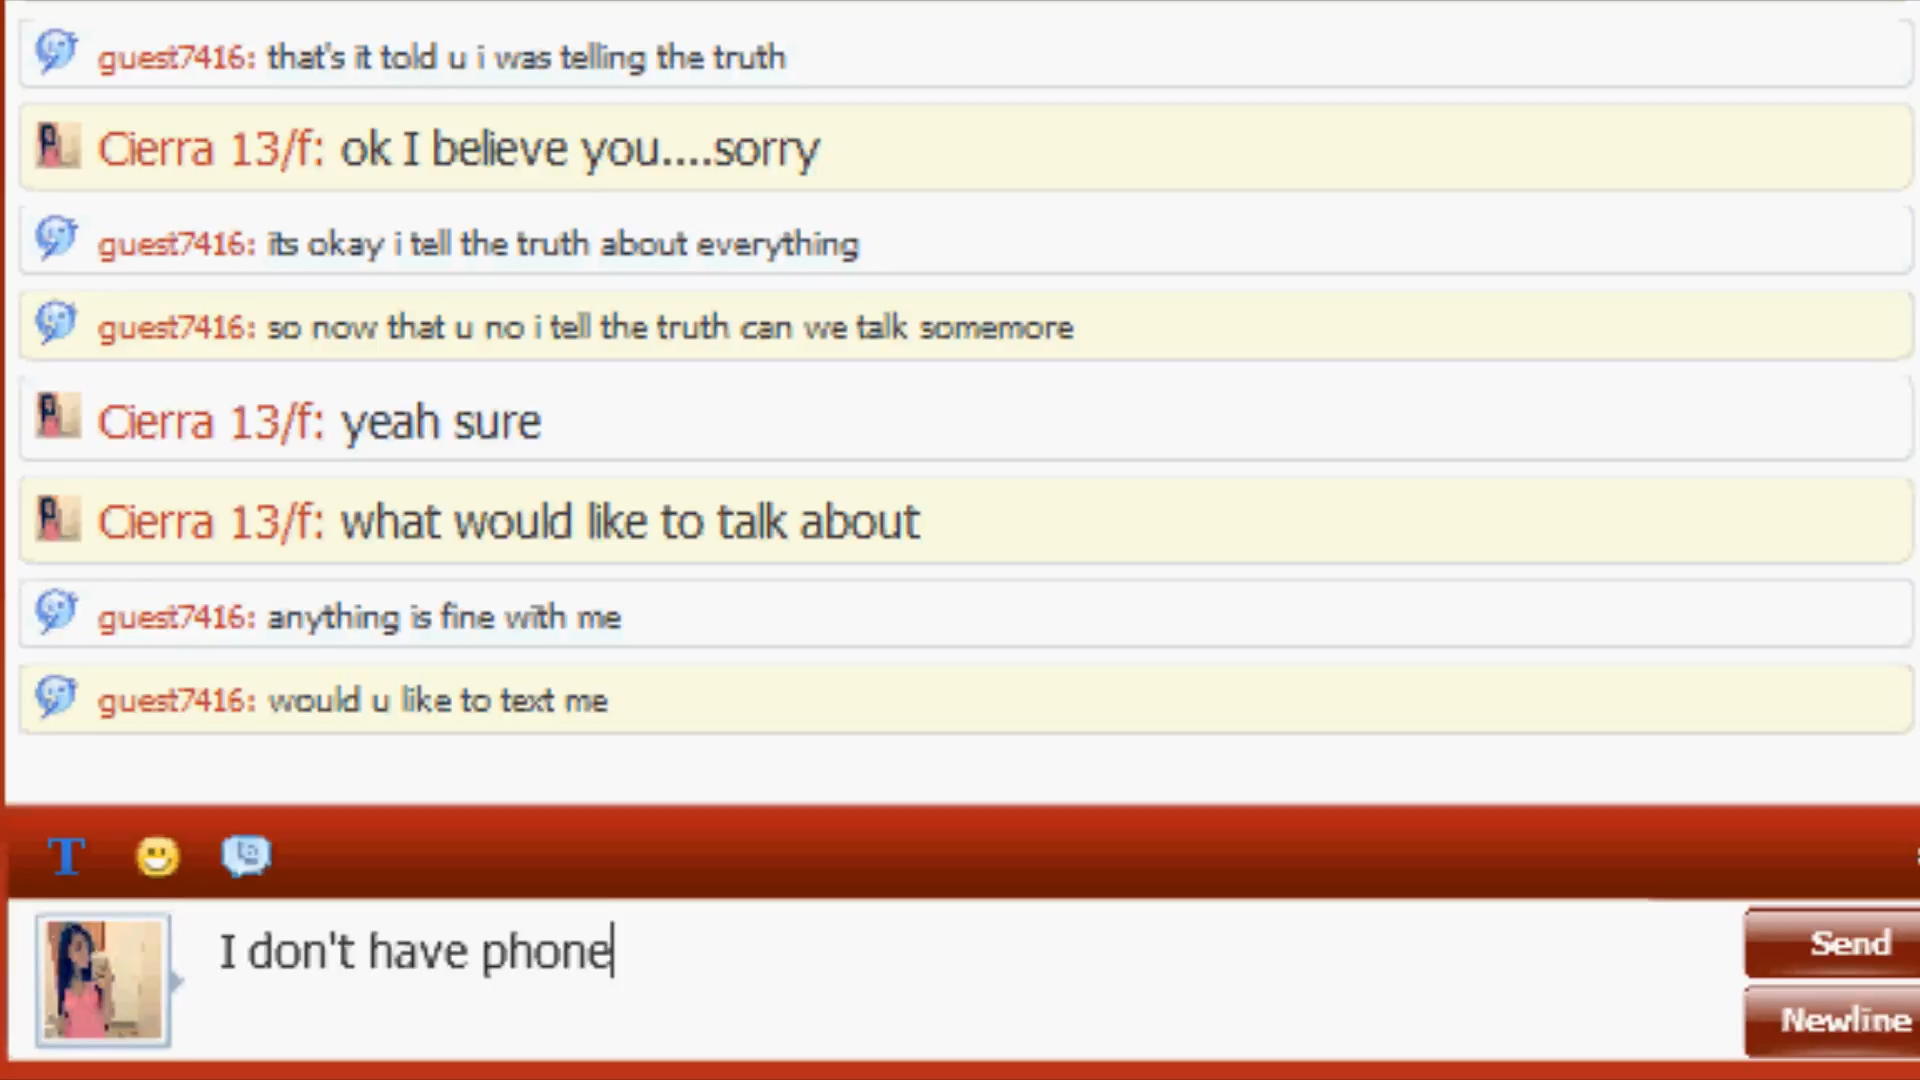 guest7416: that's it told u i was telling the truth
Cierra 13/f: ok I believe you....sorry
guest7416: its okay i tell the truth about everything
guest7416: so now that u no i tell the truth can we talk somemore
Cierra 13/f: yeah sure
Cierra 13/f: what would like to talk about
guest7416: anything is fine with me
guest7416: would u like to text me
T
I don't have phone
Send
Newline